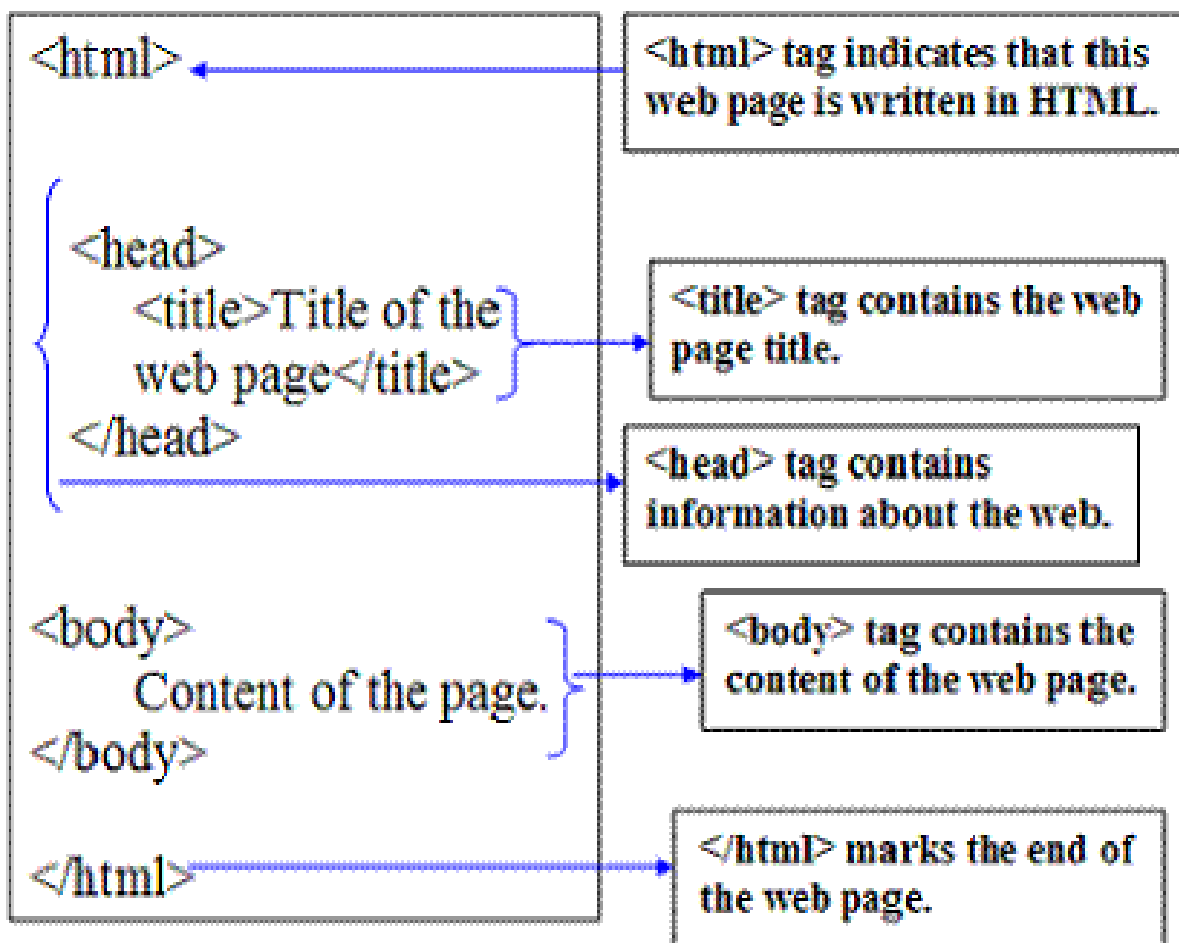 <html>
<head>
<title>Title of the
web page</title>
</head>
<body>
Content of the page.
</body>
</html>
<html> tag indicates that this
web page is written in HTML.
<title> tag contains the web
page title.
<head> tag contains
information about the web.
<body> tag contains the
content of the web page.
</html> marks the end of
the web page.